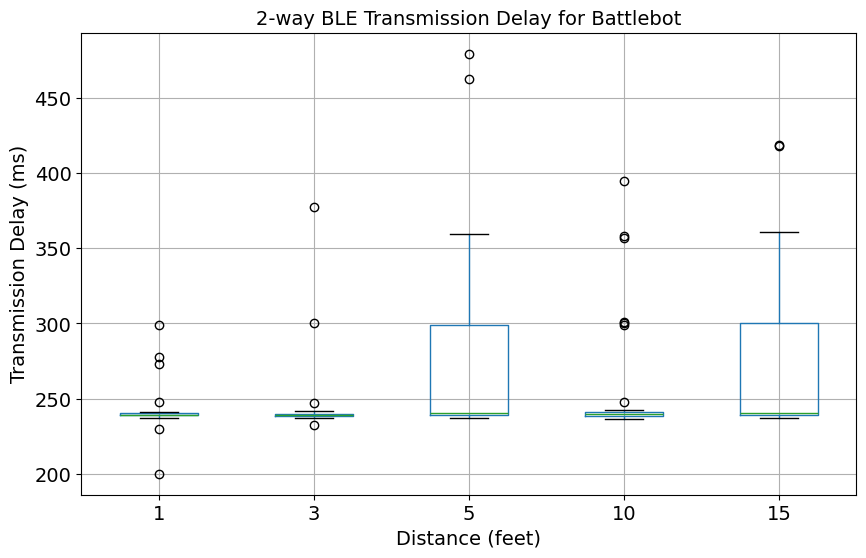 2-way BLE Transmission Delay for Battlebot
Transmission Delay (ms)
450
400
350
300
250
200
1 3 5 10 15
Distance (feet)